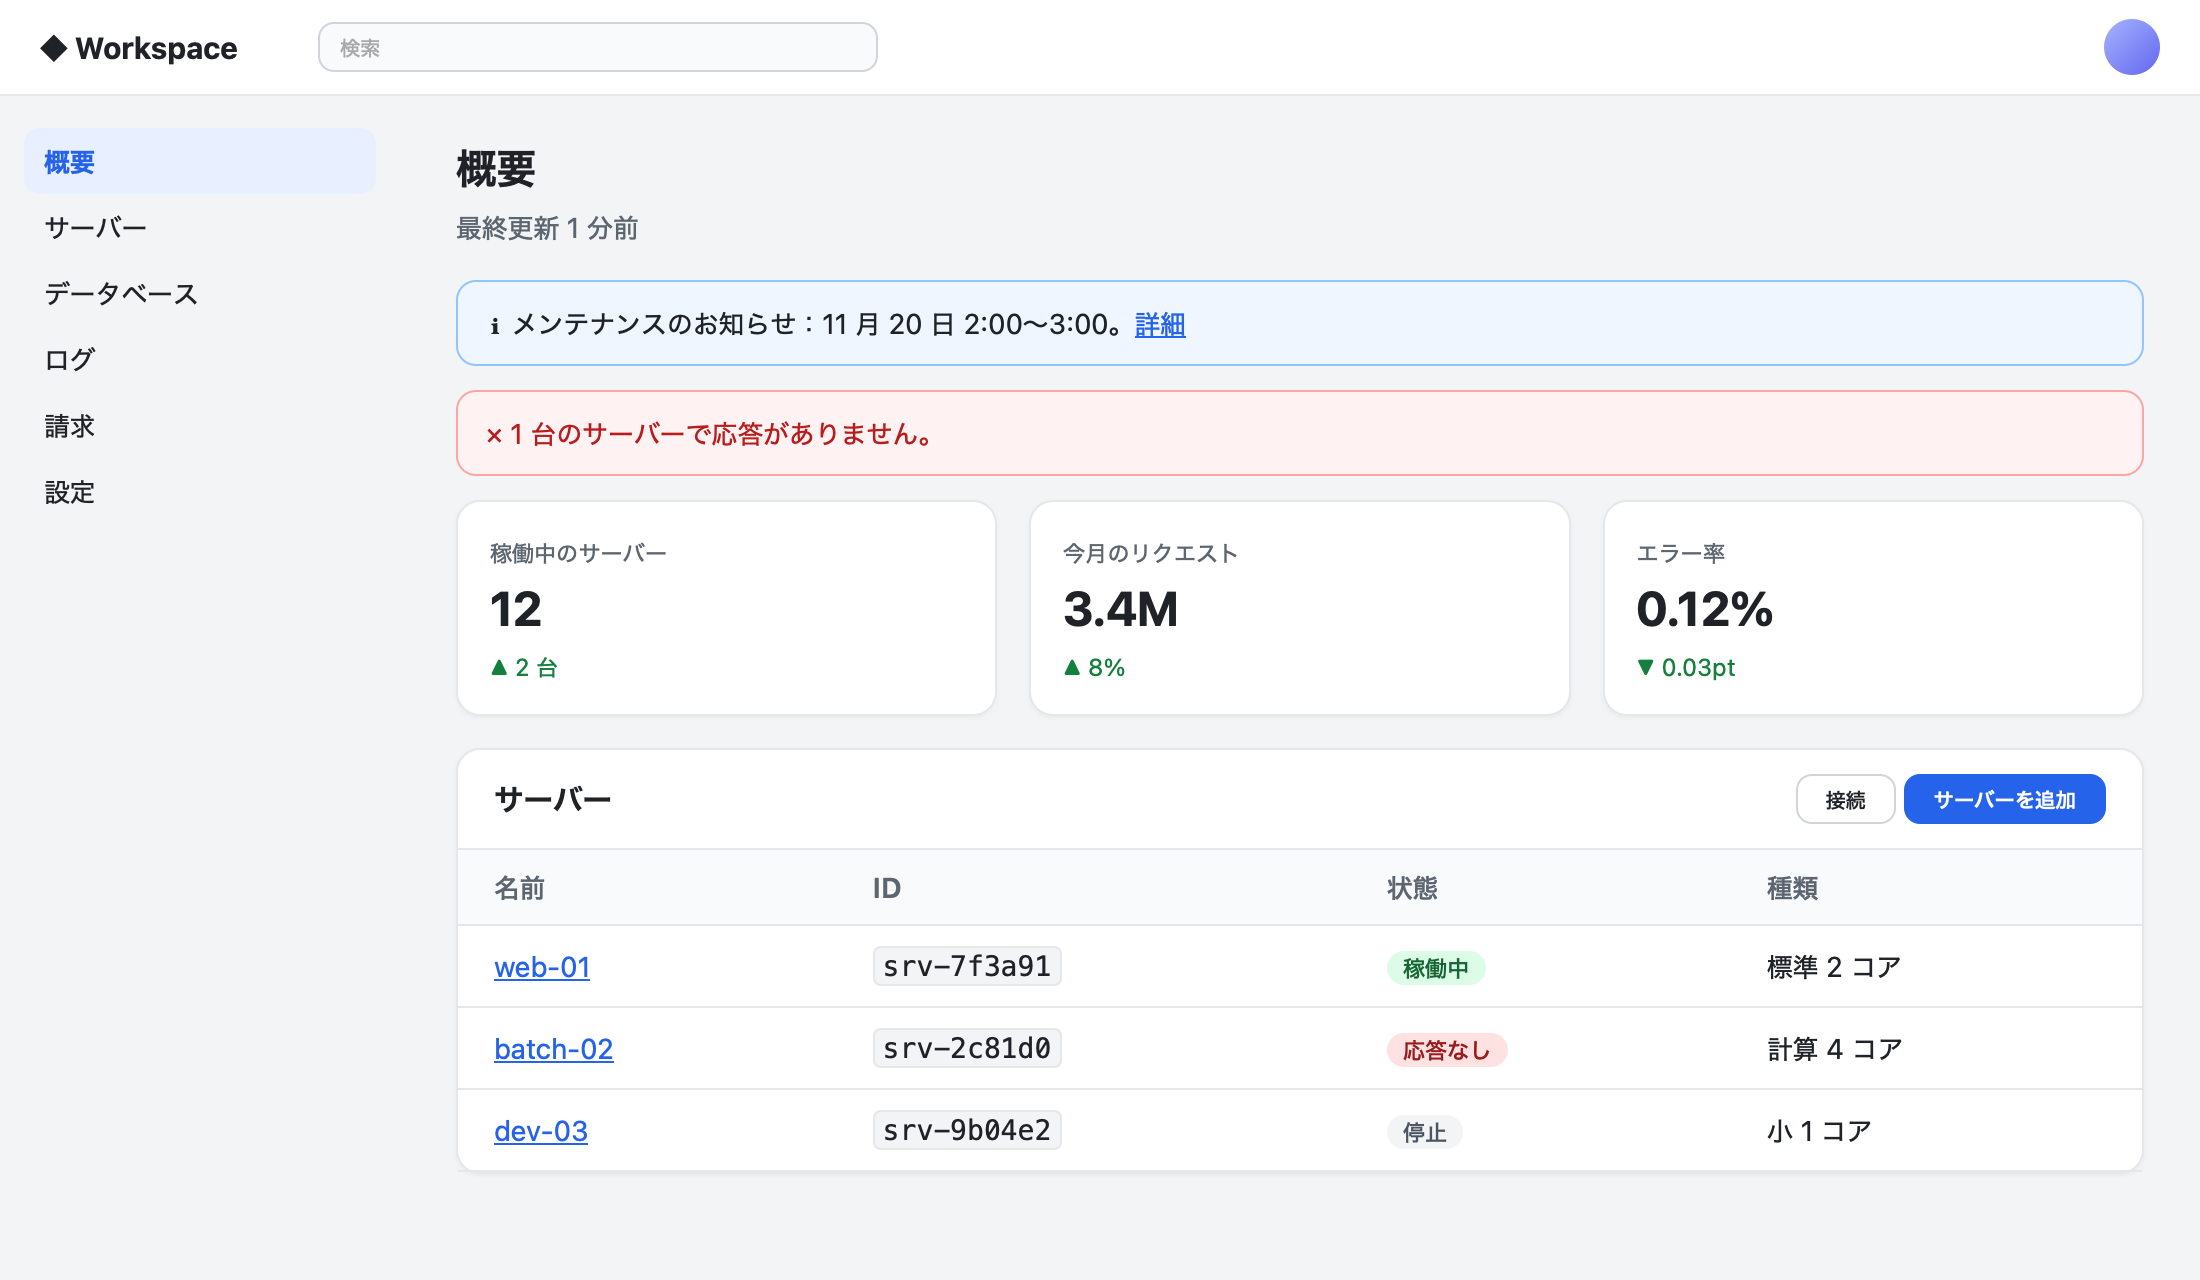 ◆ Workspace
検索
概要
サーバー
データベース
ログ
請求
設定
概要
最終更新 1 分前
ℹ メンテナンスのお知らせ：11 月 20 日 2:00〜3:00。詳細
× 1 台のサーバーで応答がありません。
稼働中のサーバー
12
▲ 2 台
今月のリクエスト
3.4M
▲ 8%
エラー率
0.12%
▼ 0.03pt
サーバー
接続
サーバーを追加
名前 ID 状態 種類
web-01 srv-7f3a91 稼働中 標準 2 コア
batch-02 srv-2c81d0 応答なし 計算 4 コア
dev-03 srv-9b04e2 停止 小 1 コア